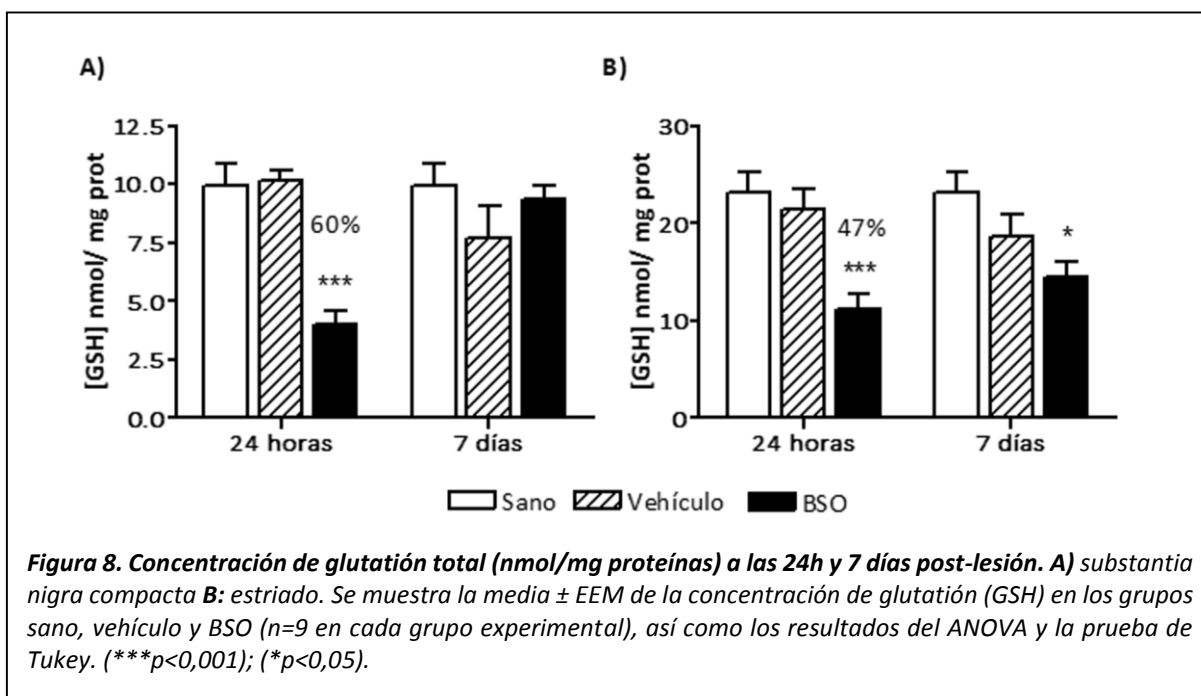 A)
[GSH] nmol/ mg prot
12.5
10.0
7.5
5.0
2.5
0.0
60%
***
24 horas
7 días
B)
[GSH] nmol/ mg prot
30
20
10
0
47%
***
*
24 horas
7 días
Sano Vehículo BSO
Figura 8. Concentración de glutatión total (nmol/mg proteínas) a las 24h y 7 días post-lesión. A) substantia
nigra compacta B: estriado. Se muestra la media ± EEM de la concentración de glutatión (GSH) en los grupos
sano, vehículo y BSO (n=9 en cada grupo experimental), así como los resultados del ANOVA y la prueba de
Tukey. (***p<0,001); (*p<0,05).